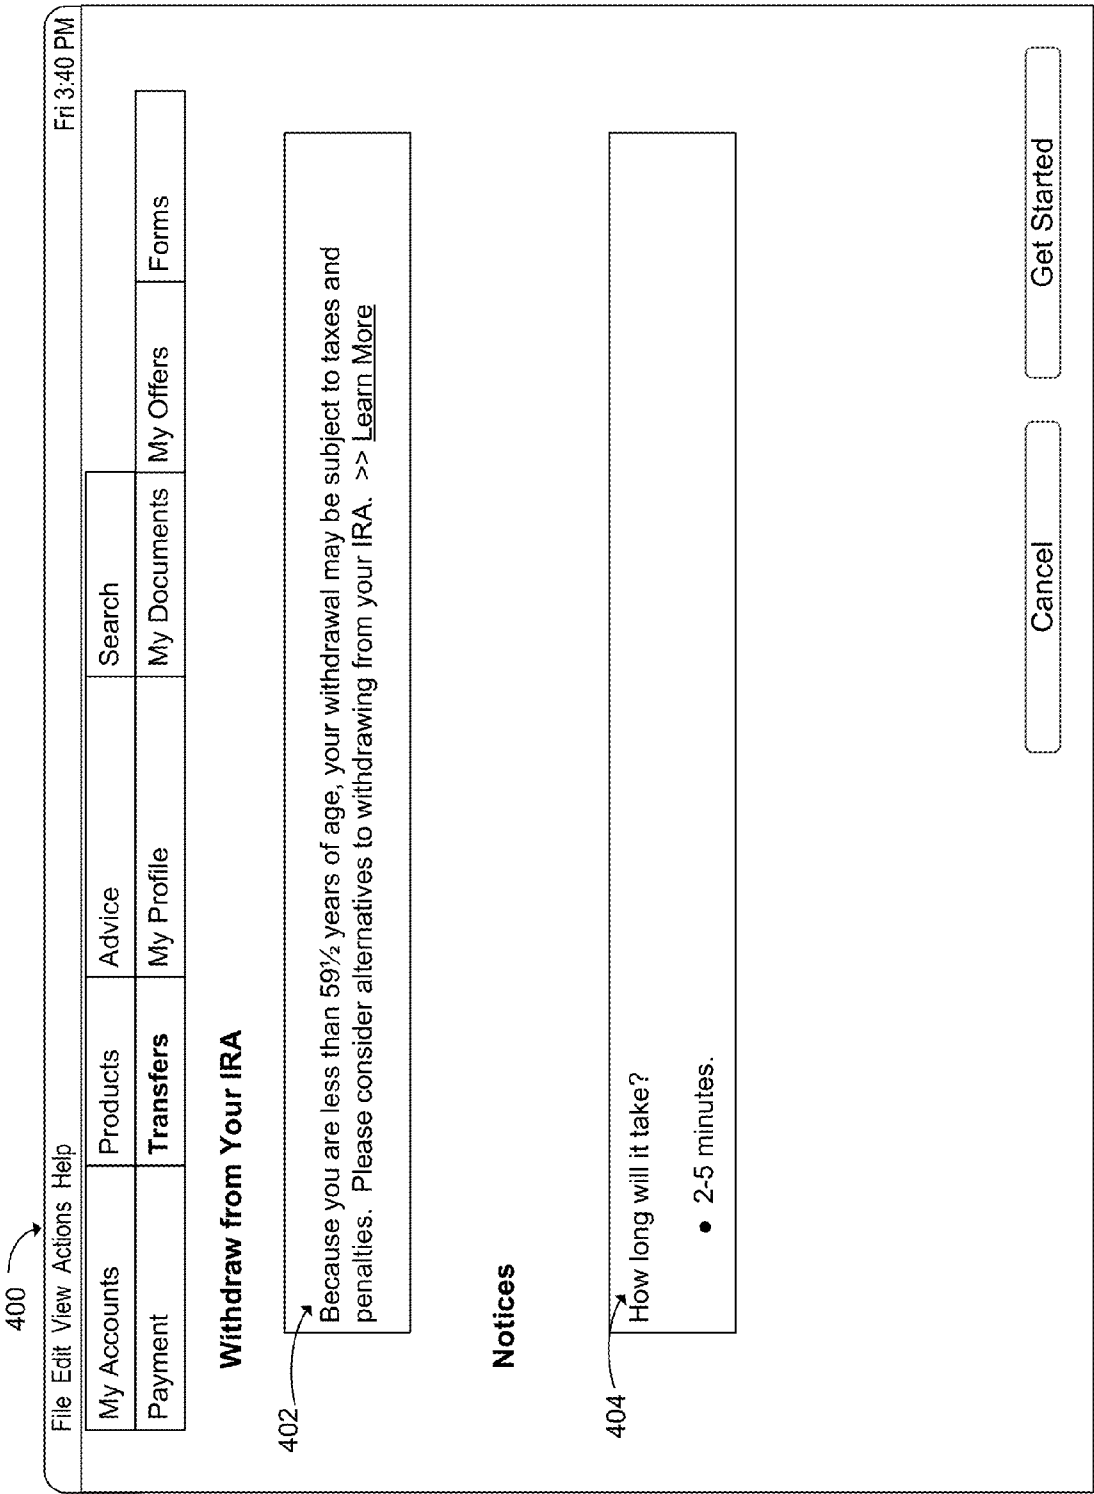 400
File Edit View Actions Help Fri 3:40 PM
My Accounts Products Advice Search
Payment Transfers My Profile My Documents My Offers Forms
Withdraw from Your IRA
402
Because you are less than 59½ years of age, your withdrawal may be subject to taxes and
penalties. Please consider alternatives to withdrawing from your IRA. >> Learn More
Notices
404
How long will it take?
• 2-5 minutes.
Cancel Get Started